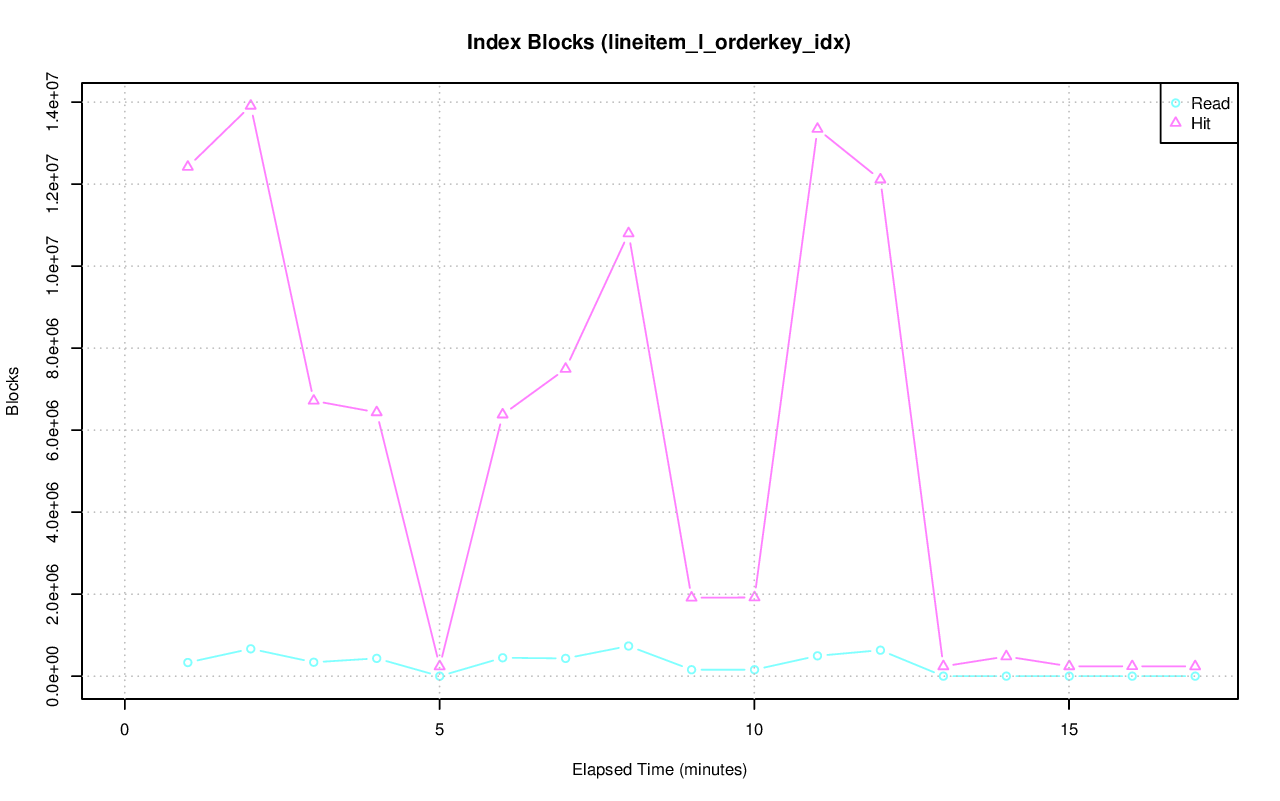 Index Blocks (lineitem_l_orderkey_idx)
Read
Hit
Blocks
1.4e+07
1.2e+07
1.0e+07
8.0e+06
6.0e+06
4.0e+06
2.0e+06
0.0e+00
0 5 10 15
Elapsed Time (minutes)